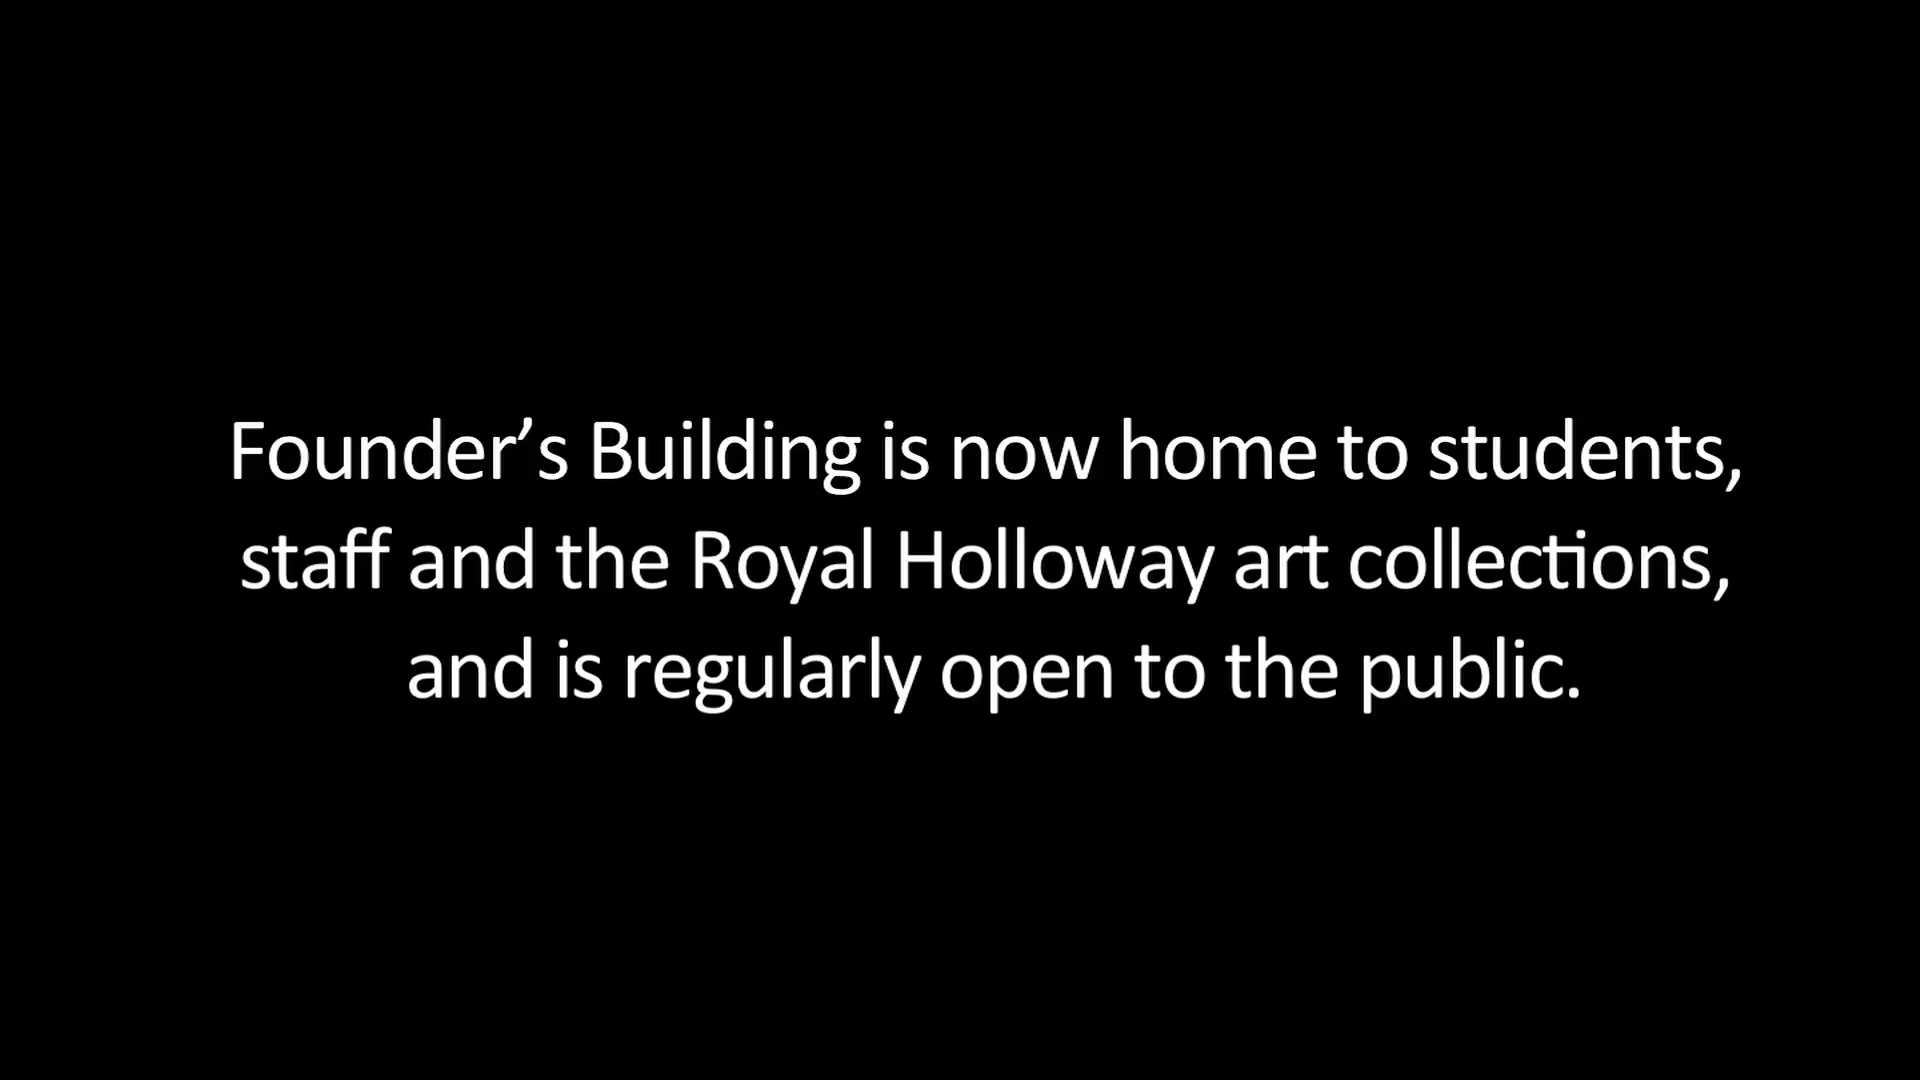 Founder’s Building is now home to students,
staff and the Royal Holloway art collections,
and is regularly open to the public.